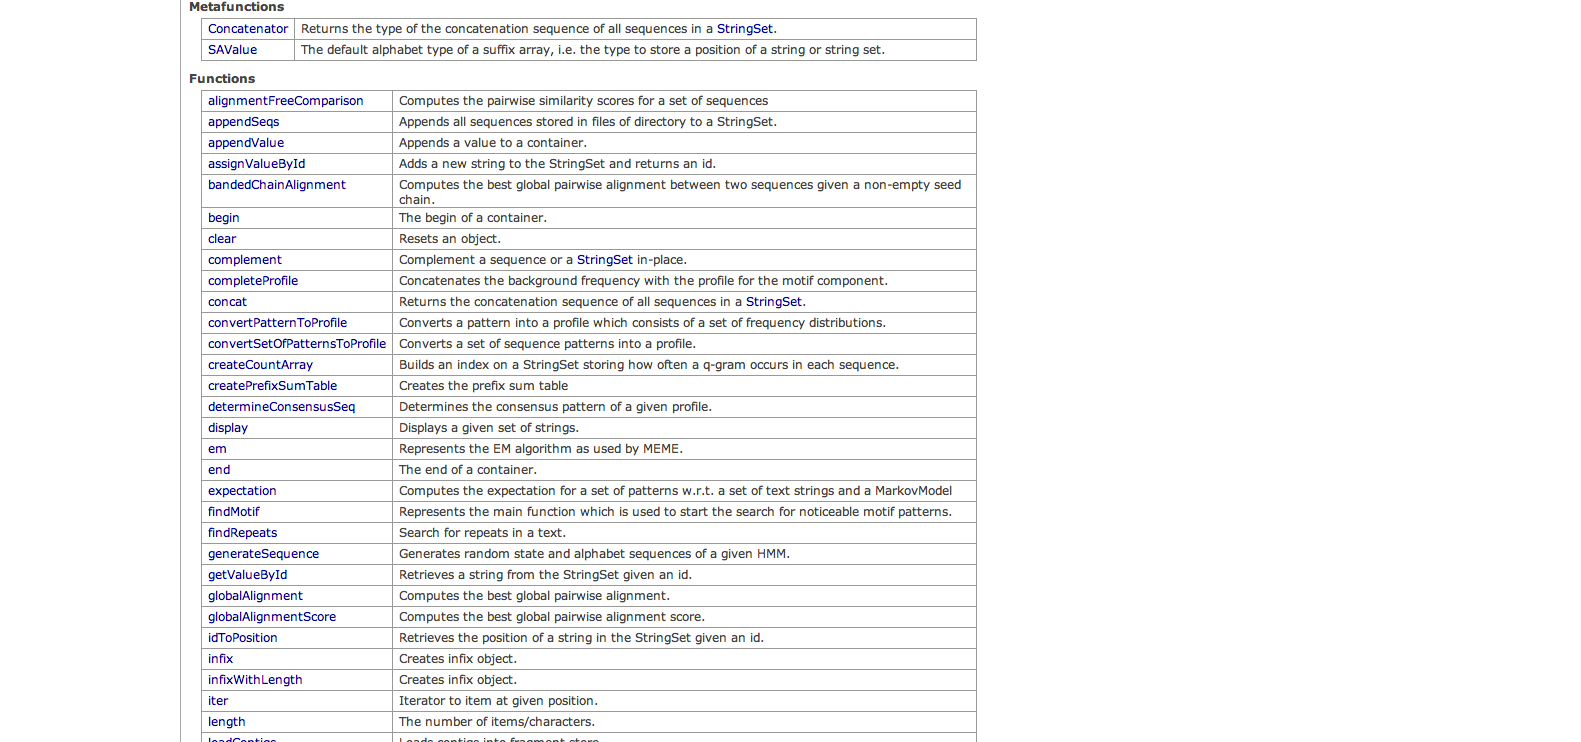 Metafunctions
Concatenator Returns the type of the concatenation sequence of all sequences in a StringSet.
SAValue The default alphabet type of a suffix array, i.e. the type to store a position of a string or string set.
Functions
alignmentFreeComparison Computes the pairwise similarity scores for a set of sequences
appendSeqs Appends all sequences stored in files of directory to a StringSet.
appendValue Appends a value to a container.
assignValueById Adds a new string to the StringSet and returns an id.
bandedChainAlignment Computes the best global pairwise alignment between two sequences given a non-empty seed
chain.
begin The begin of a container.
clear Resets an object.
complement Complement a sequence or a StringSet in-place.
completeProfile Concatenates the background frequency with the profile for the motif component.
concat Returns the concatenation sequence of all sequences in a StringSet.
convertPatternToProfile Converts a pattern into a profile which consists of a set of frequency distributions.
convertSetOfPatternsToProfile Converts a set of sequence patterns into a profile.
createCountArray Builds an index on a StringSet storing how often a q-gram occurs in each sequence.
createPrefixSumTable Creates the prefix sum table
determineConsensusSeq Determines the consensus pattern of a given profile.
display Displays a given set of strings.
em Represents the EM algorithm as used by MEME.
end The end of a container.
expectation Computes the expectation for a set of patterns w.r.t. a set of text strings and a MarkovModel
findMotif Represents the main function which is used to start the search for noticeable motif patterns.
findRepeats Search for repeats in a text.
generateSequence Generates random state and alphabet sequences of a given HMM.
getValueById Retrieves a string from the StringSet given an id.
globalAlignment Computes the best global pairwise alignment.
globalAlignmentScore Computes the best global pairwise alignment score.
idToPosition Retrieves the position of a string in the StringSet given an id.
infix Creates infix object.
infixWithLength Creates infix object.
iter Iterator to item at given position.
length The number of items/characters.
loadContigs Loads contigs into fragment store.